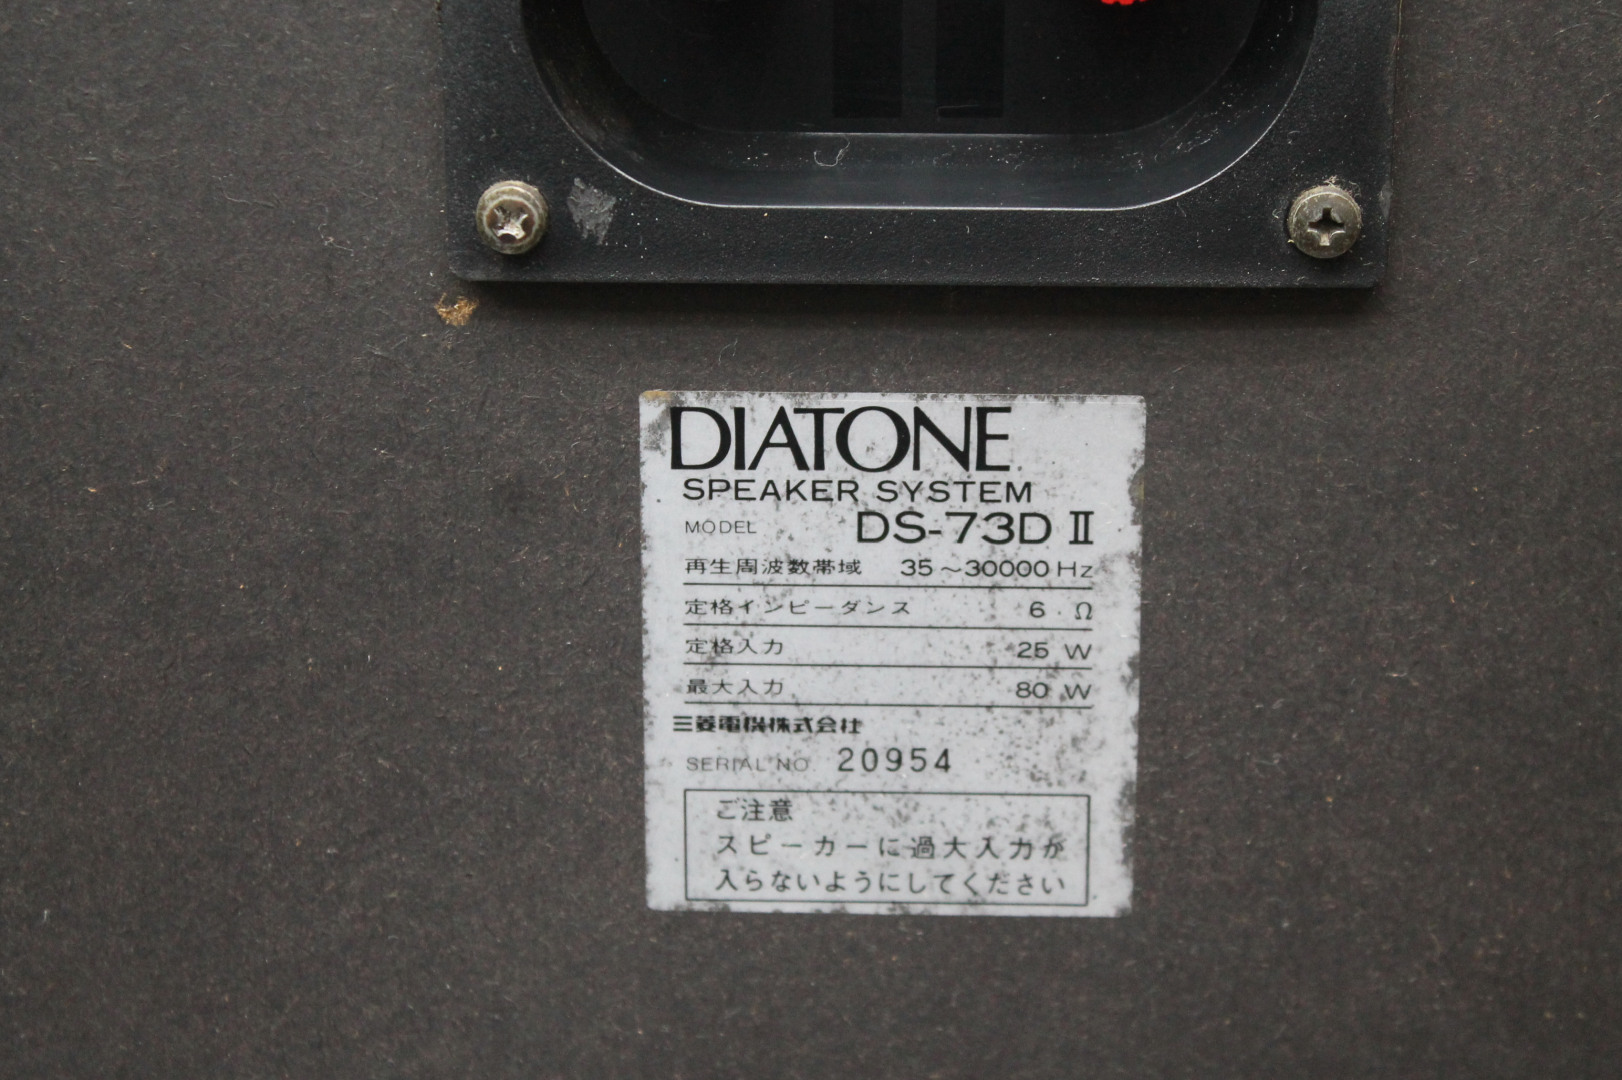 DIATONE
SPEAKER SYSTEM
MODEL DS-73D II
再生周波数帯域 35~30000 Hz
定格インピーダンス 6 Ω
定格入力 25 W
最大入力 80 W
三菱電機株式会社
SERIAL NO 20954
ご注意
スピーカーに過大入力が
入らないようにしてください